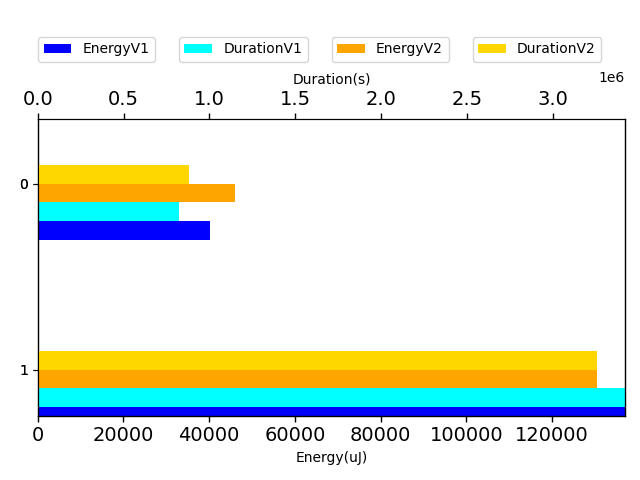 EnergyV1 DurationV1 EnergyV2 DurationV2
Duration(s)
1e6
0.0 0.5 1.0 1.5 2.0 2.5 3.0
0
1
0 20000 40000 60000 80000 100000 120000
Energy(uJ)